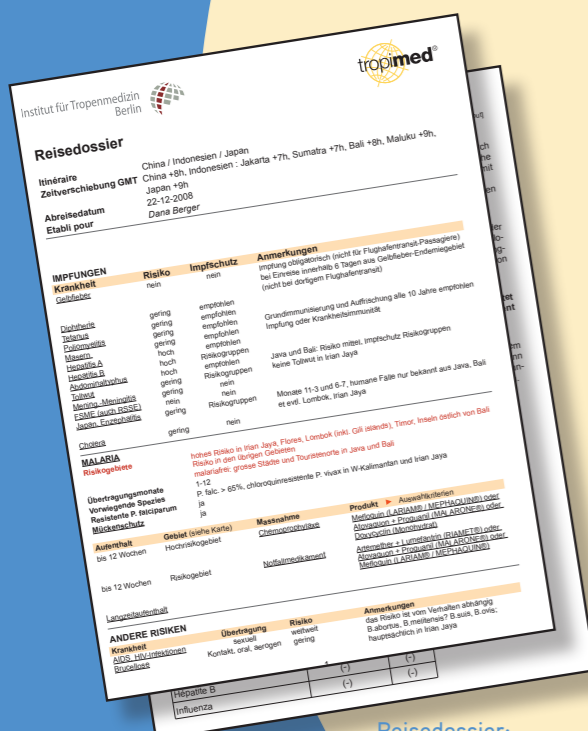 Institut für Tropenmedizin
Berlin
tropimed®
Reisedossier
Itinéraire China / Indonesien / Japan
Zeitverschiebung GMT China +8h, Indonesien : Jakarta +7h, Sumatra +7h, Bali +8h, Maluku +9h,
Japan +9h
Abreisedatum 22-12-2008
Etabli pour Dana Berger
IMPFUNGEN
Krankheit Risiko Impfschutz Anmerkungen
Gelbfieber nein nein Impfung obligatorisch (nicht für Flughafentransit-Passagiere)
bei Einreise innerhalb 6 Tagen aus Gelbfieber-Endemiegebiet
(nicht bei dortigem Flughafentransit)
Diphtherie gering empfohlen
Tetanus gering empfohlen Grundimmunisierung und Auffrischung alle 10 Jahre empfohlen
Poliomyelitis gering empfohlen
Masern gering empfohlen Impfung oder Krankheitsimmunität
Hepatitis A hoch empfohlen
Hepatitis B hoch Risikogruppen
Abdominaltyphus hoch empfohlen
Tollwut gering Risikogruppen Java und Bali: Risiko mittel, Impfschutz Risikogruppen
keine Tollwut in Irian Jaya
Mening.-Meningitis gering nein
FSME (auch RSSE) nein nein
Japan. Enzephalitis gering Risikogruppen Monate 11-3 und 6-7, humane Fälle nur bekannt aus Java, Bali
et evtl. Lombok, Irian Jaya
Cholera gering nein
MALARIA
Risikogebiete hohes Risiko in Irian Jaya, Flores, Lombok (inkl. Gili islands), Timor, Inseln östlich von Bali
Risiko in den übrigen Gebieten
malariafrei: grosse Städte und Touristenorte in Java und Bali
Übertragungsmonate 1-12
Vorwiegende Spezies P. falc. > 65%, chloroquinresistente P. vivax in W-Kalimantan und Irian Jaya
Resistente P. falciparum ja
Mückenschutz ja
Aufenthalt Gebiet (siehe Karte) Massnahme Produkt ► Auswahlkriterien
bis 12 Wochen Hochrisikogebiet Chemoprophylaxe Mefloquin (LARIAM® / MEPHAQUIN®) oder
Atovaquon + Proguanil (MALARONE®) oder
Doxycyclin (Monohydrat)
bis 12 Wochen Risikogebiet Notfallmedikament Artemether + Lumefantrin (RIAMET®) oder
Atovaquon + Proguanil (MALARONE®) oder
Mefloquin (LARIAM® / MEPHAQUIN®)
Langzeitaufenthalt
ANDERE RISIKEN
Krankheit Übertragung Risiko Anmerkungen
AIDS, HIV-Infektionen sexuell weltweit das Risiko ist vom Verhalten abhängig
Brucellose Kontakt, oral, aerogen gering B.abortus, B.melitensis? B.suis, B.ovis;
hauptsächlich in Irian Jaya
Hépatite B (-) (-)
Influenza (-) (-)
Reisedossier: